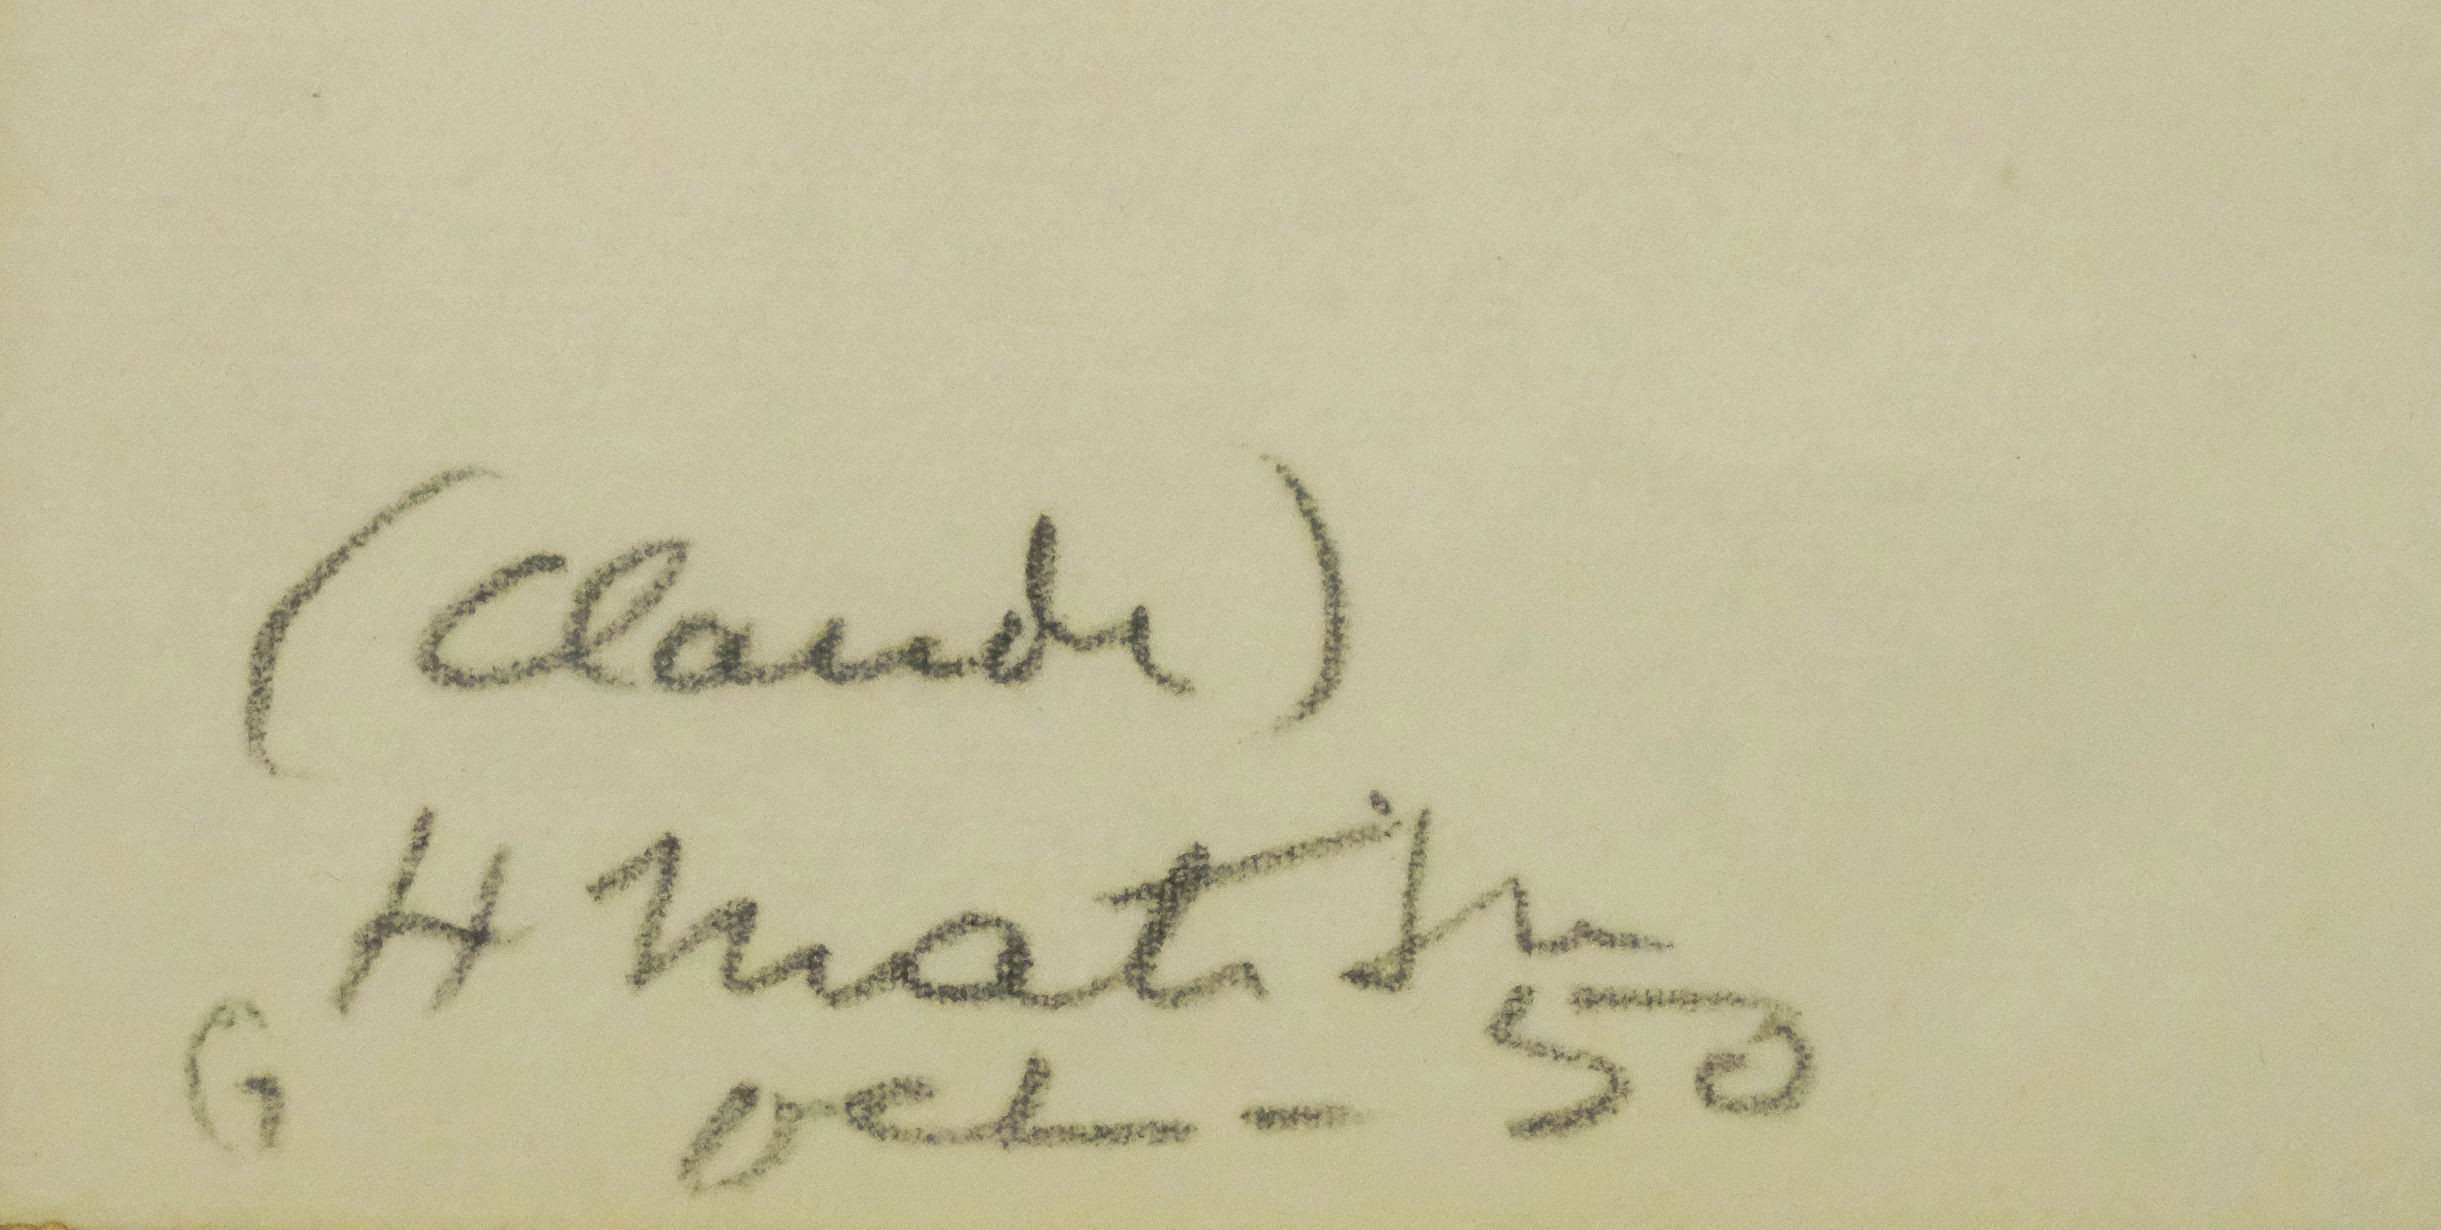 (Claude)
H Matisse
oct - 50
G